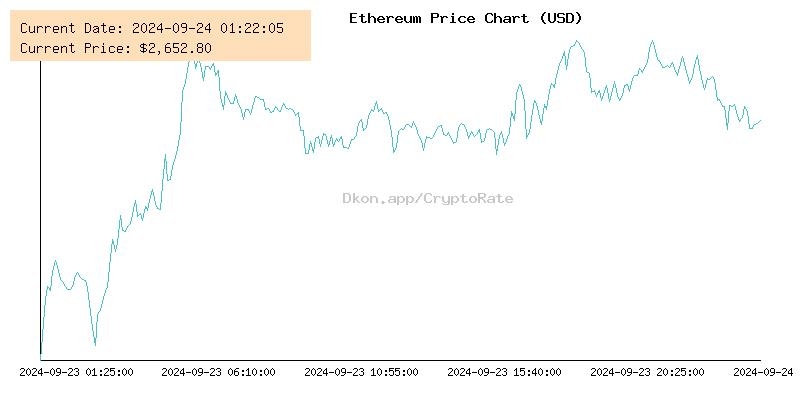 Ethereum Price Chart (USD)
Current Date: 2024-09-24 01:22:05
Current Price: $2,652.80
Dkon.app/CryptoRate
2024-09-23 01:25:00 2024-09-23 06:10:00 2024-09-23 10:55:00 2024-09-23 15:40:00 2024-09-23 20:25:00 2024-09-24